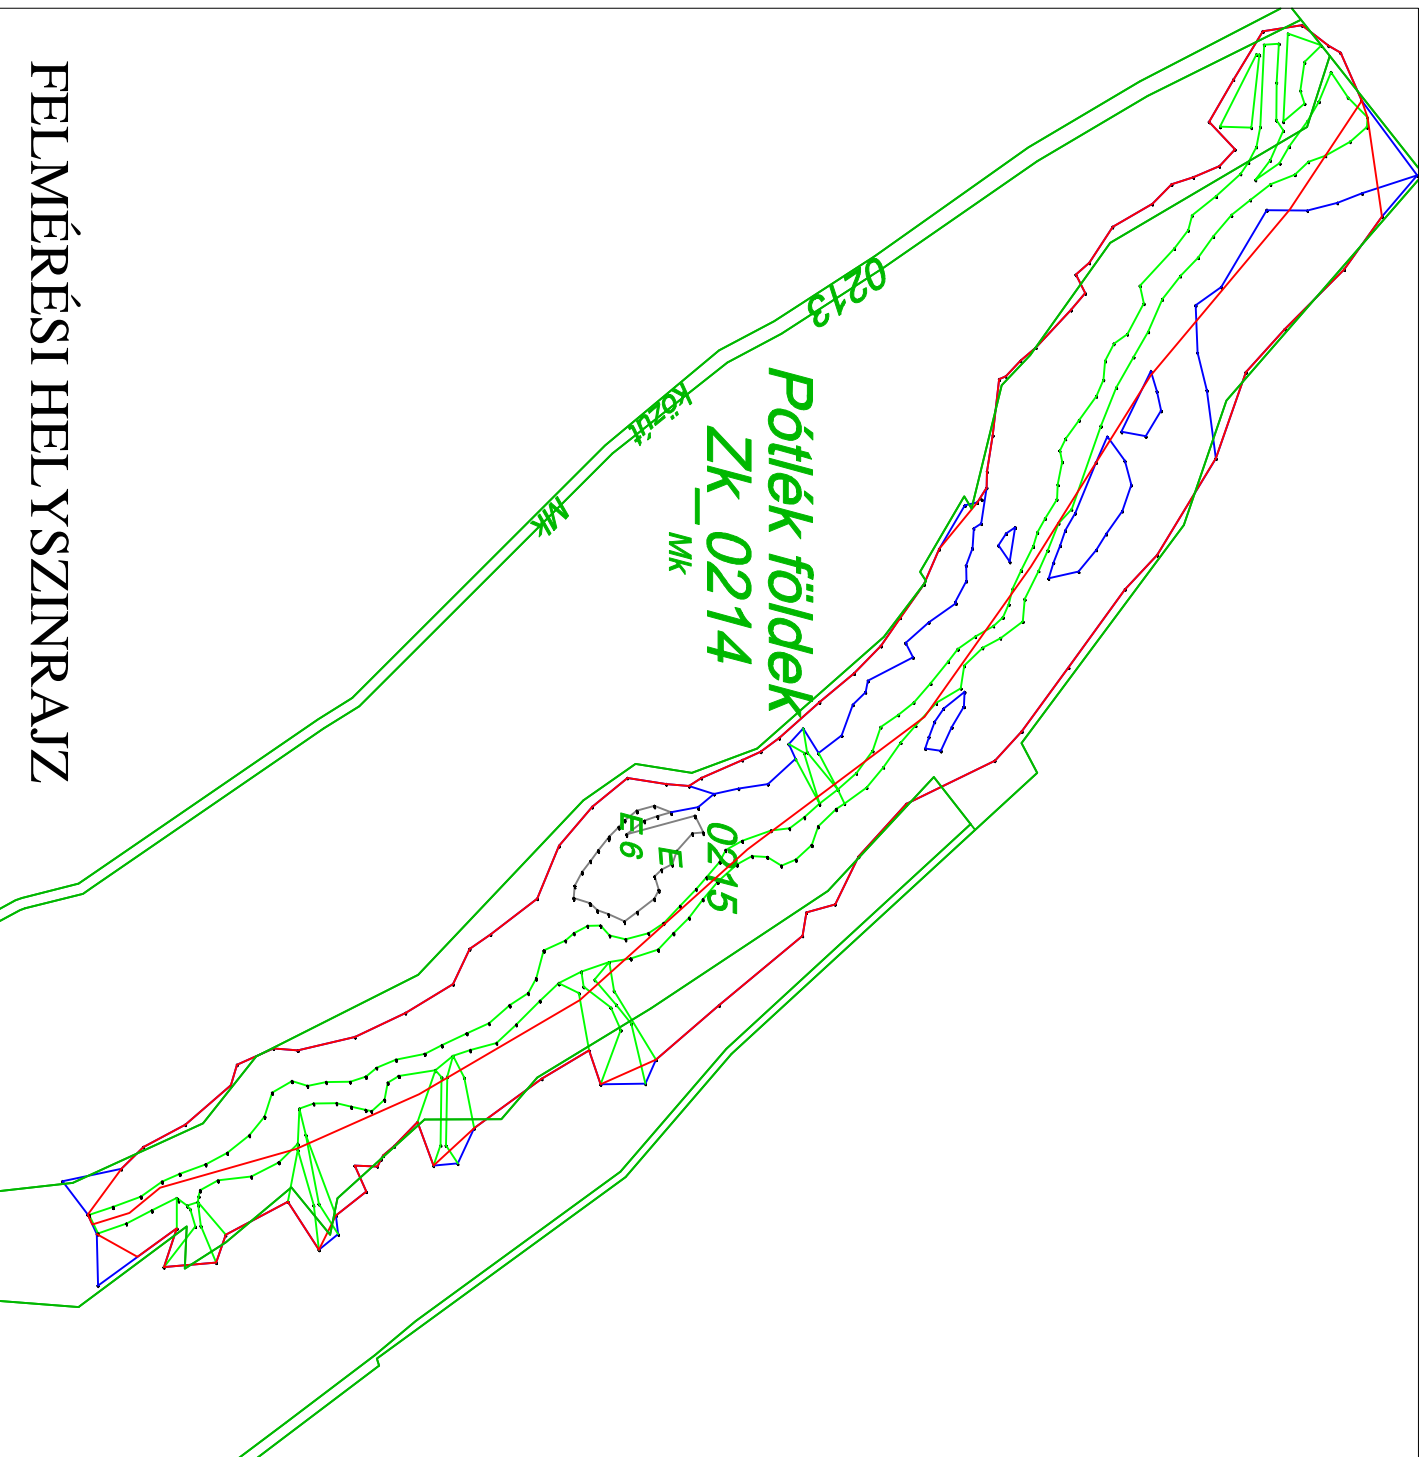 FELMÉRÉSI HELYSZINRAJZ
0213
Pótlék földek
Zk_0214
Mk
közút
Mk
0215
E
E 6